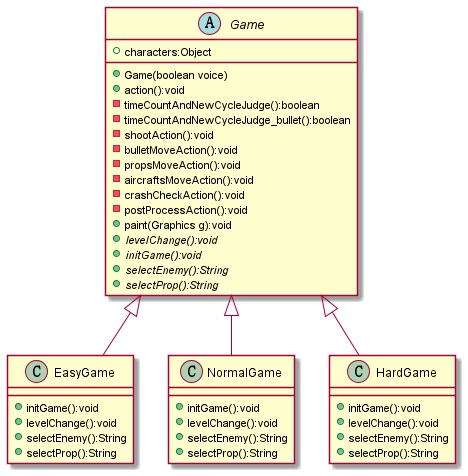 A Game
characters:Object
Game(boolean voice)
action():void
timeCountAndNewCycleJudge():boolean
timeCountAndNewCycleJudge_bullet():boolean
shootAction():void
bulletMoveAction():void
propsMoveAction():void
aircraftsMoveAction():void
crashCheckAction():void
postProcessAction():void
paint(Graphics g):void
levelChange():void
initGame():void
selectEnemy():String
selectProp():String
C EasyGame
initGame():void
levelChange():void
selectEnemy():String
selectProp():String
C NormalGame
initGame():void
levelChange():void
selectEnemy():String
selectProp():String
C HardGame
initGame():void
levelChange():void
selectEnemy():String
selectProp():String